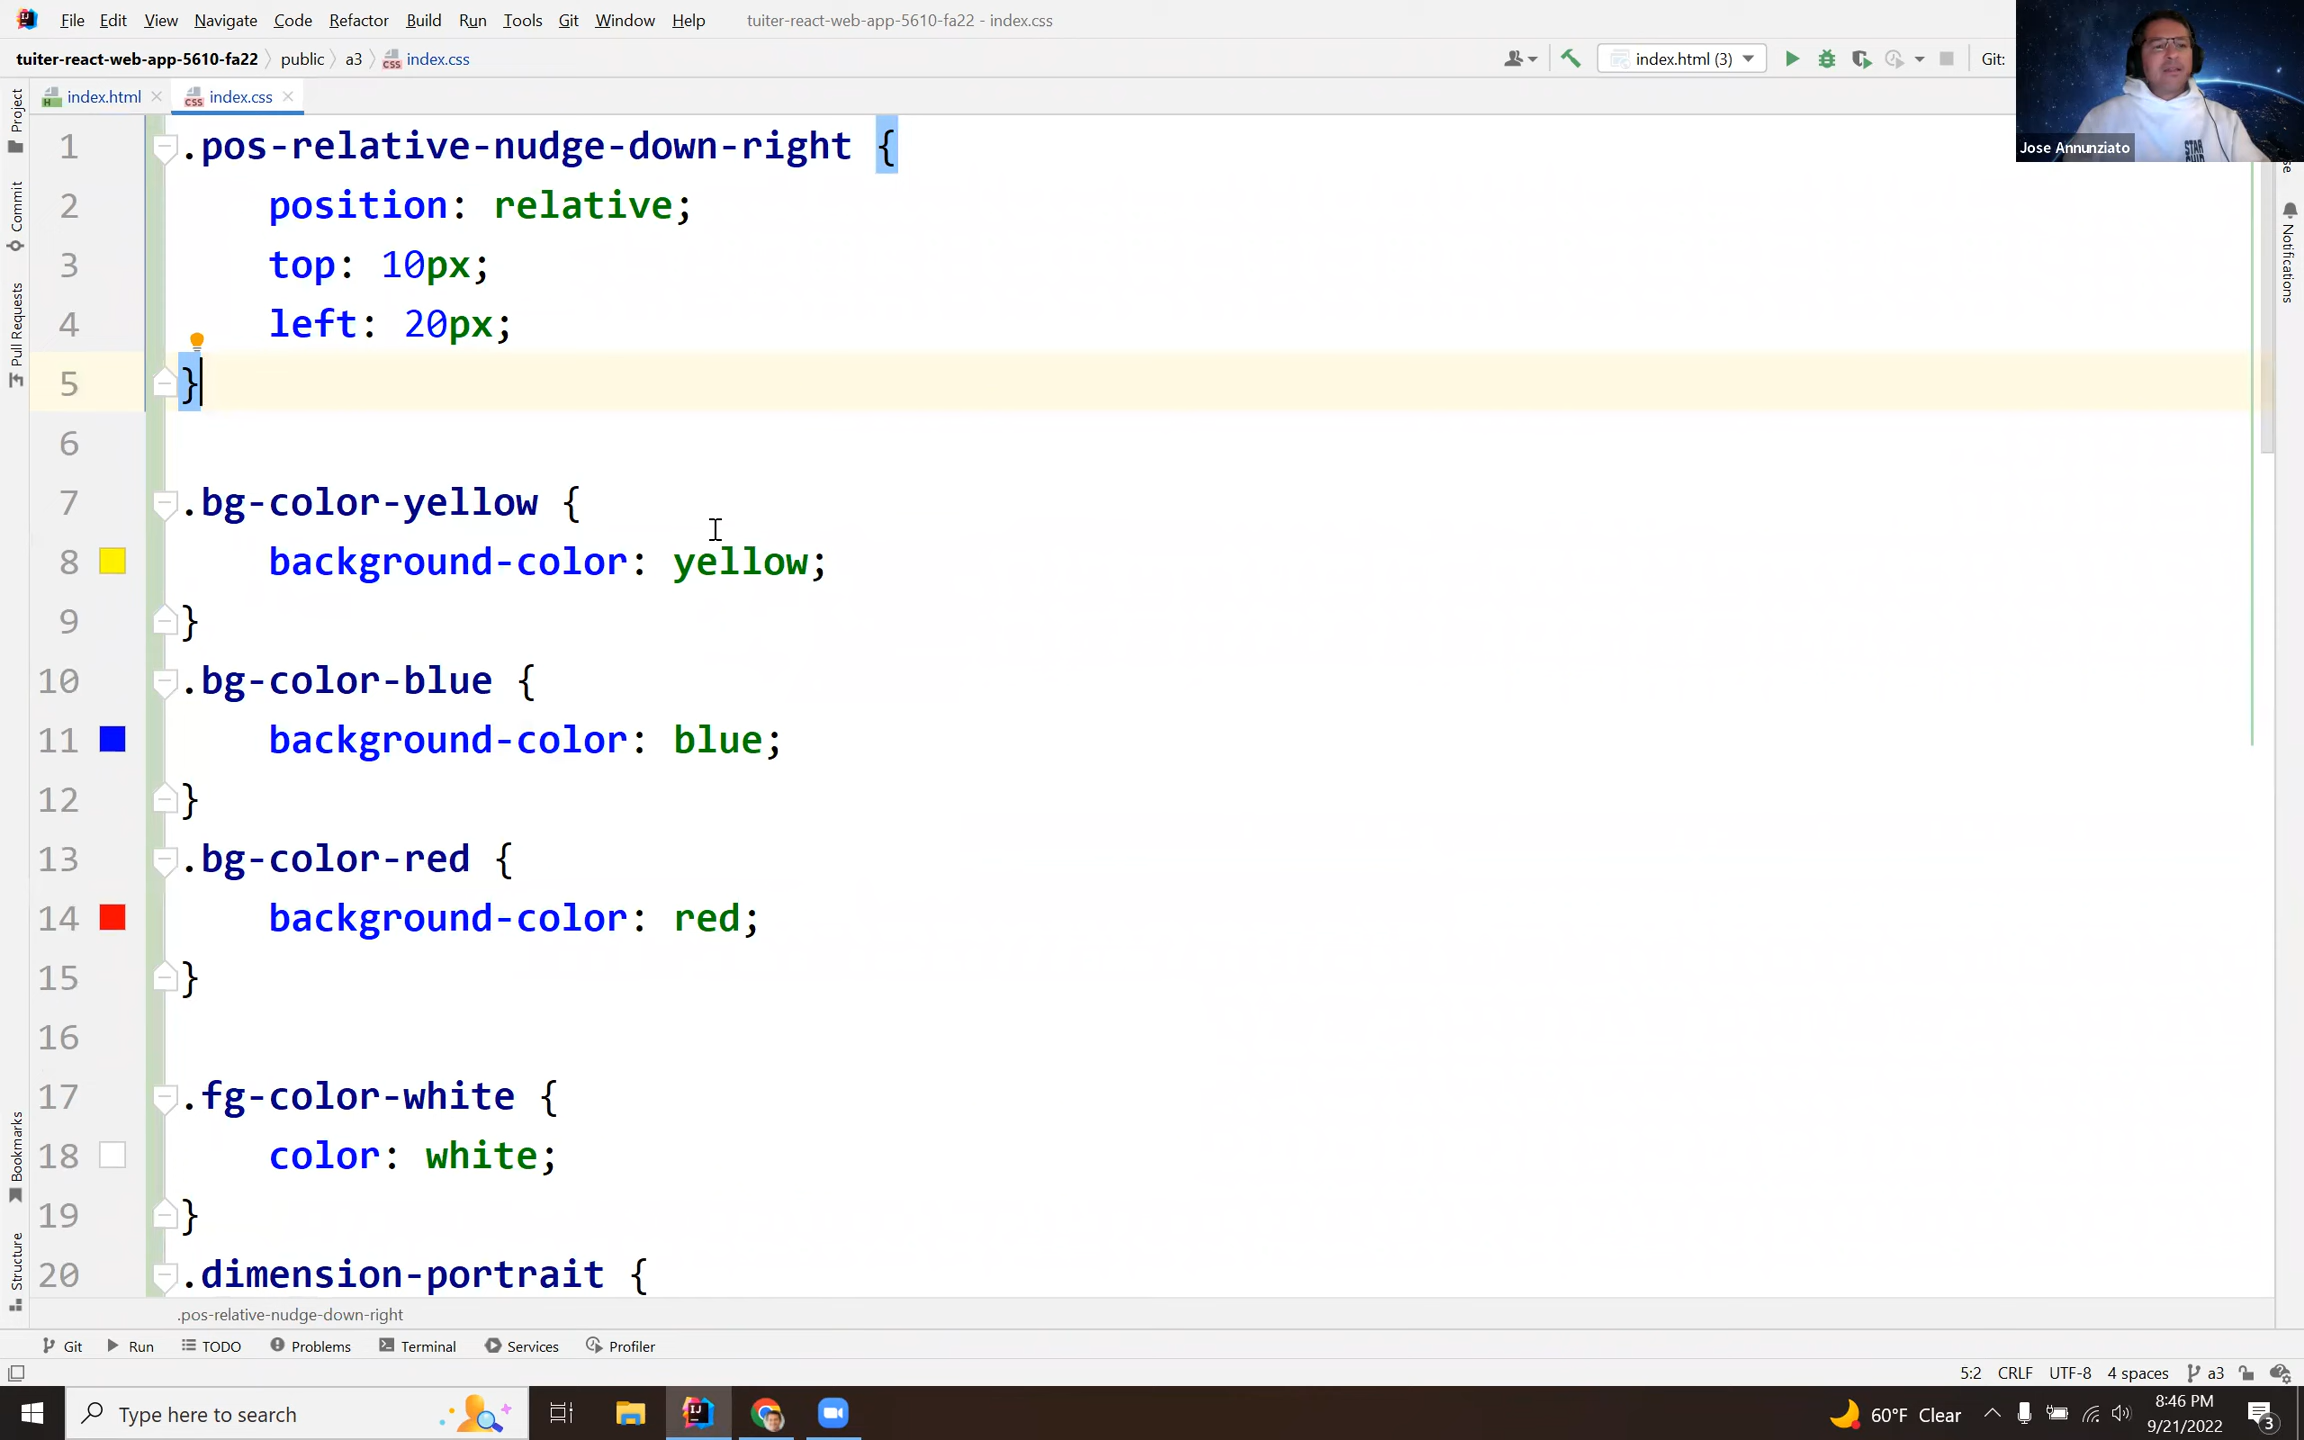 File Edit View Navigate Code Refactor Build Run Tools Git Window Help tuiter-react-web-app-5610-fa22 - index.css
tuiter-react-web-app-5610-fa22 public a3 index.css index.html (3) Git:
index.html index.css
Jose Annunziato
STAR
Project
Commit
Pull Requests
Bookmarks
Structure
Notifications
1 .pos-relative-nudge-down-right {
2 position: relative;
3 top: 10px;
4 left: 20px;
5 }
6
7 .bg-color-yellow {
8 background-color: yellow;
9 }
10 .bg-color-blue {
11 background-color: blue;
12 }
13 .bg-color-red {
14 background-color: red;
15 }
16
17 .fg-color-white {
18 color: white;
19 }
20 .dimension-portrait {
.pos-relative-nudge-down-right
Git Run TODO Problems Terminal Services Profiler
5:2 CRLF UTF-8 4 spaces a3
Type here to search
60°F Clear
8:46 PM
9/21/2022
3